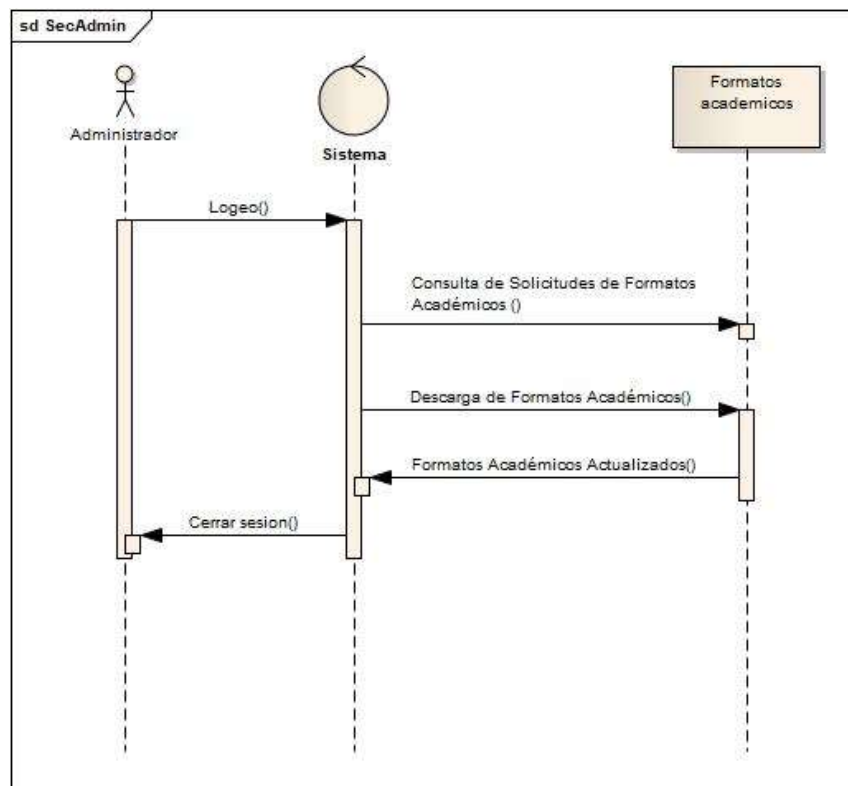 sd SecAdmin
Administrador
Sistema
Formatos
academicos
Logeo()
Consulta de Solicitudes de Formatos
Académicos ()
Descarga de Formatos Académicos()
Formatos Académicos Actualizados()
Cerrar sesion()